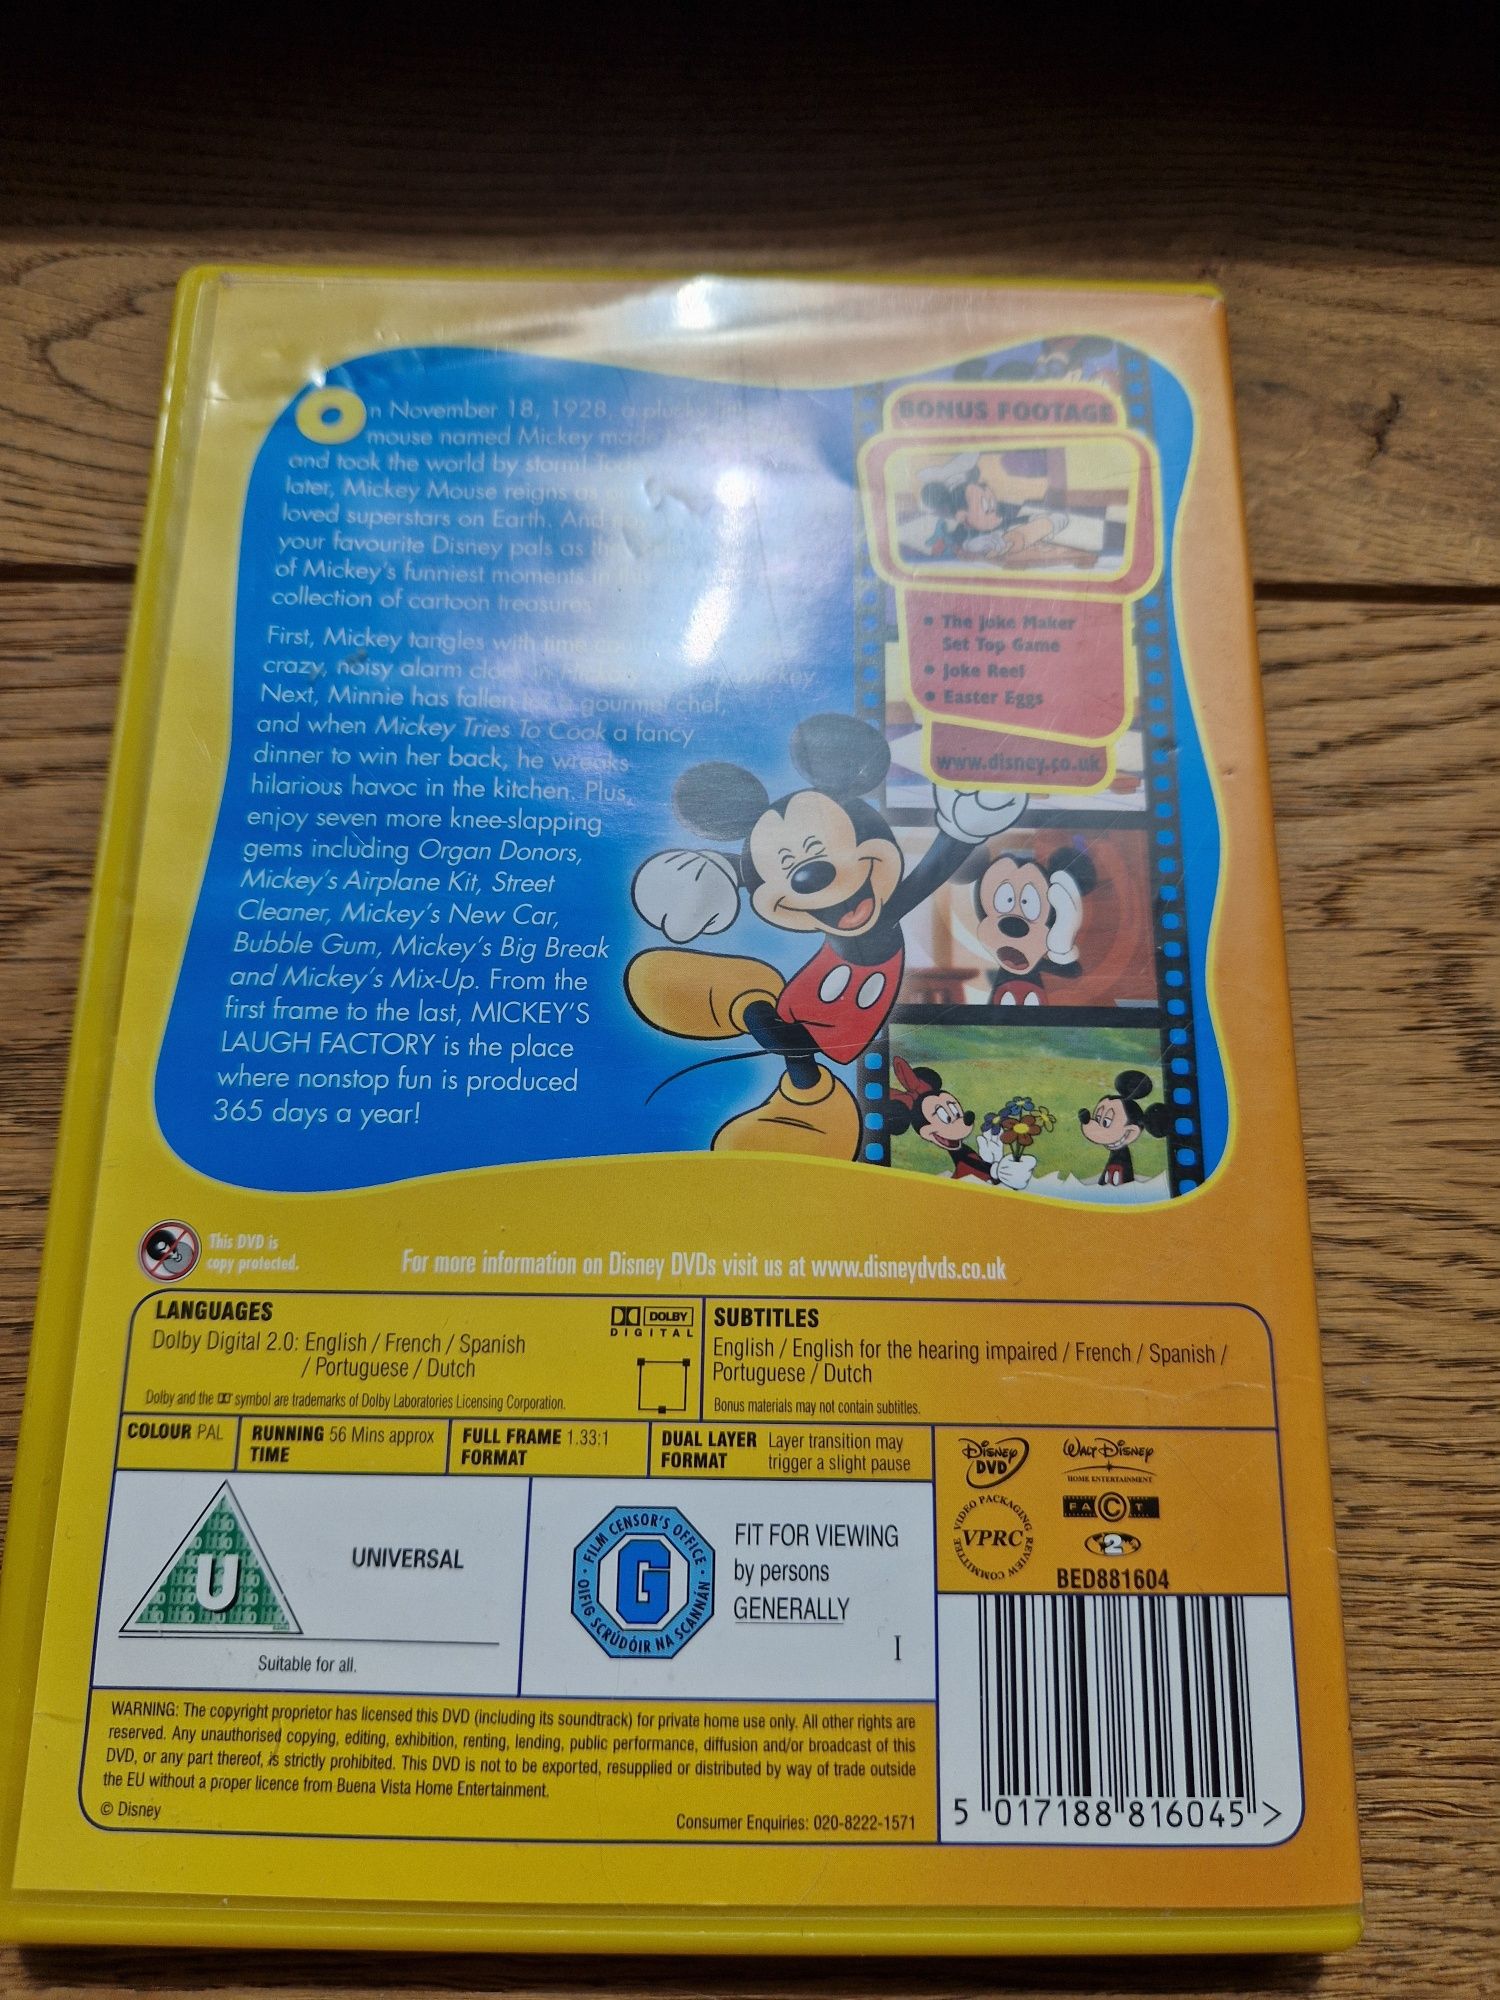 On November 18, 1928, a plucky
mouse named Mickey made
and took the world by storm!
later, Mickey Mouse reigns as
loved superstars on Earth. And
your favourite Disney pals as
of Mickey's funniest moments in
collection of cartoon treasures
First, Mickey tangles with time
crazy, noisy alarm Mickey.
Next, Minnie has fallen gourmet chef,
and when Mickey Tries To Cook a fancy
dinner to win her back, he wreaks
hilarious havoc in the kitchen. Plus,
enjoy seven more knee-slapping
gems including Organ Donors,
Mickey's Airplane Kit, Street
Cleaner, Mickey's New Car,
Bubble Gum, Mickey's Big Break
and Mickey's Mix-Up. From the
first frame to the last, MICKEY'S
LAUGH FACTORY is the place
where nonstop fun is produced
365 days a year!
BONUS FOOTAGE
• The Joke Maker
Set Top Game
• Joke Reel
• Easter Eggs
www.disney.co.uk
This DVD is
copy protected.
For more information on Disney DVDs visit us at www.disneydvds.co.uk
LANGUAGES
Dolby Digital 2.0: English / French / Spanish
/ Portuguese / Dutch
Dolby and the symbol are trademarks of Dolby Laboratories Licensing Corporation.
DOLBY
DIGITAL
SUBTITLES
English / English for the hearing impaired / French / Spanish /
Portuguese / Dutch
Bonus materials may not contain subtitles.
COLOUR PAL
RUNNING 56 Mins approx
TIME
FULL FRAME 1.33:1
FORMAT
DUAL LAYER Layer transition may
FORMAT trigger a slight pause
U
UNIVERSAL
Suitable for all.
FILM CENSOR'S OFFICE
G
OIFIG SCRÚDÓIR NA SCANNÁN
FIT FOR VIEWING
by persons
GENERALLY
I
DISNEY
DVD
WALT DISNEY
HOME ENTERTAINMENT
VIDEO PACKAGING REVIEW COMMITTEE
VPRC
FACT
2
BED881604
WARNING: The copyright proprietor has licensed this DVD (including its soundtrack) for private home use only. All other rights are
reserved. Any unauthorised copying, editing, exhibition, renting, lending, public performance, diffusion and/or broadcast of this
DVD, or any part thereof, is strictly prohibited. This DVD is not to be exported, resupplied or distributed by way of trade outside
the EU without a proper licence from Buena Vista Home Entertainment.
© Disney
Consumer Enquiries: 020-8222-1571
5 017188 816045 >